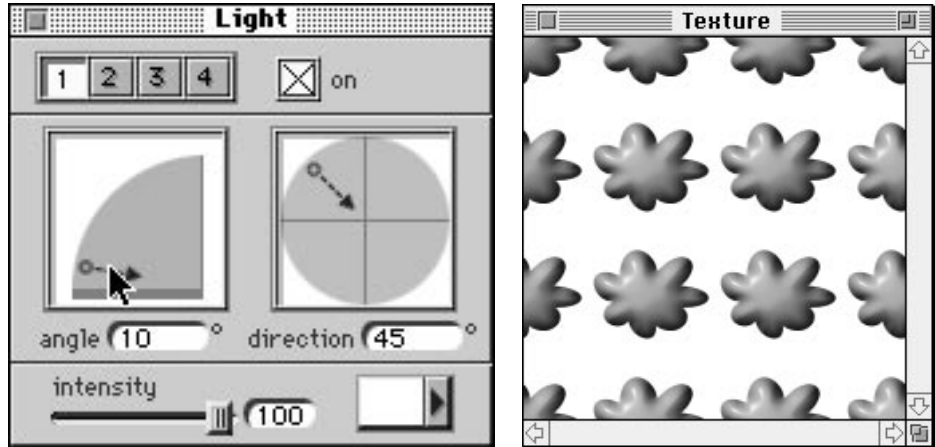 Light
1 2 3 4 on
angle 10 ° direction 45 °
intensity
100
Texture